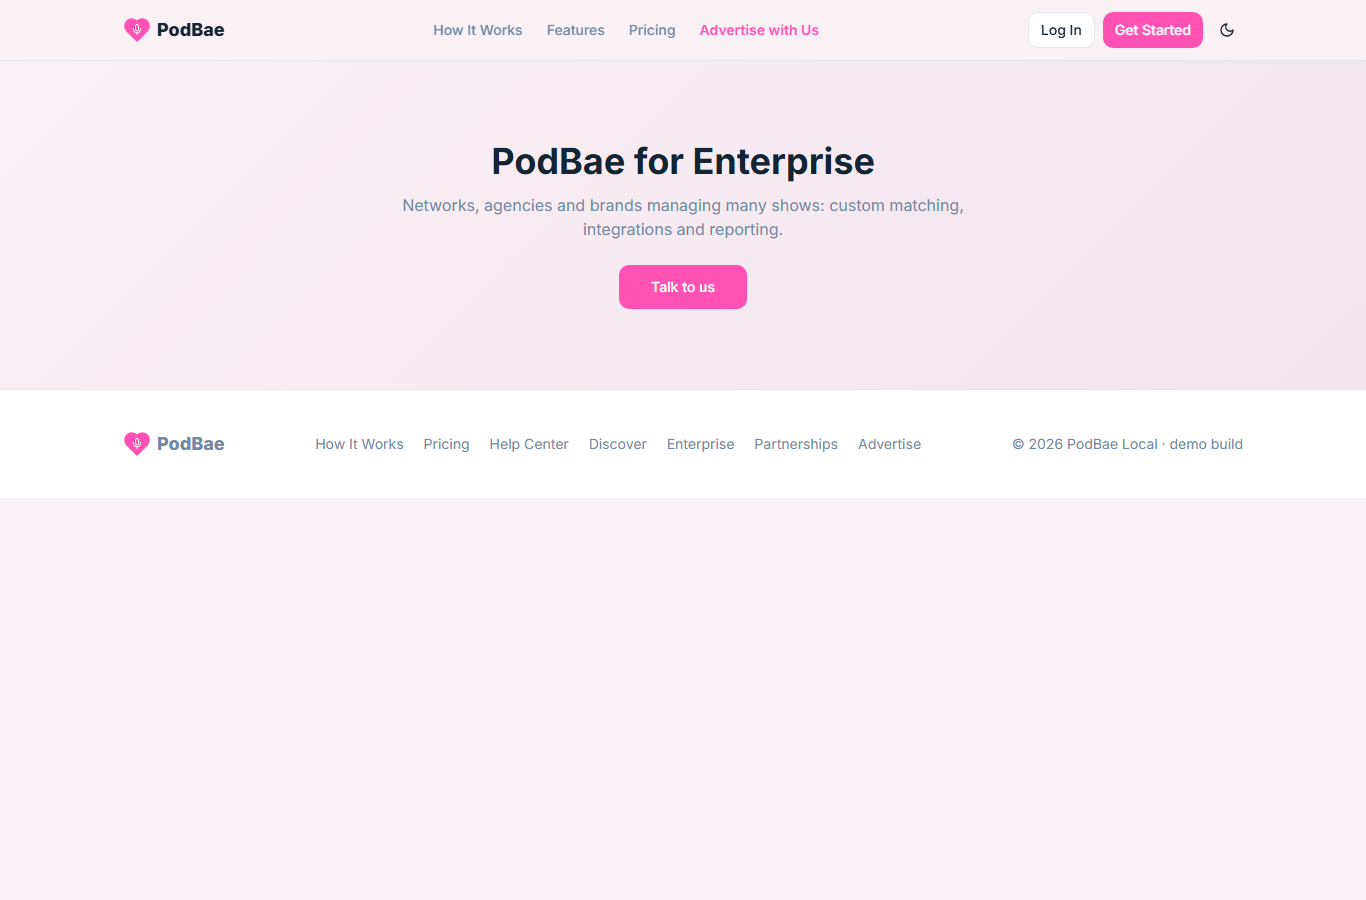 PodBae
How It Works
Features
Pricing
Advertise with Us
Log In
Get Started
PodBae for Enterprise
Networks, agencies and brands managing many shows: custom matching,
integrations and reporting.
Talk to us
PodBae
How It Works
Pricing
Help Center
Discover
Enterprise
Partnerships
Advertise
© 2026 PodBae Local · demo build